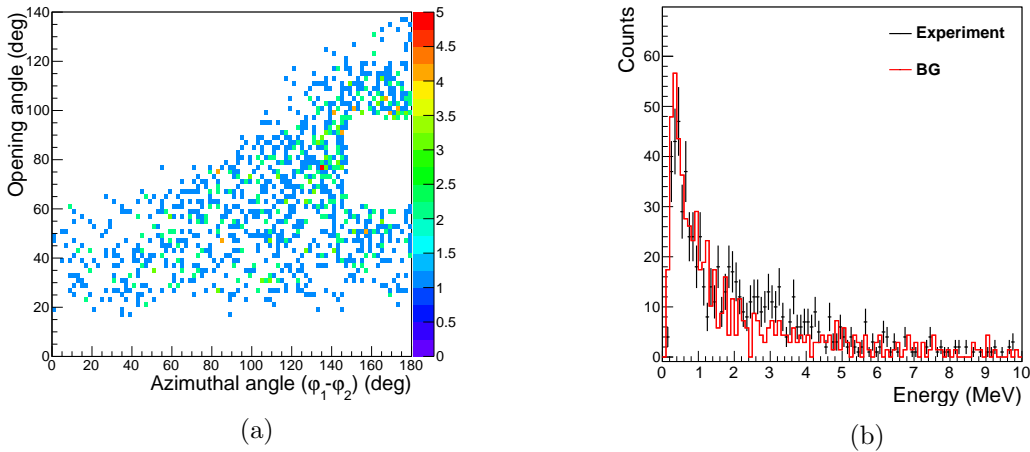 Opening angle (deg)
140
120
100
80
60
40
20
0
0 20 40 60 80 100 120 140 160 180
Azimuthal angle (φ1-φ2) (deg)
5
4.5
4
3.5
3
2.5
2
1.5
1
0.5
0
(a)
Counts
60
50
40
30
20
10
0
0 1 2 3 4 5 6 7 8 9 10
Energy (MeV)
Experiment
BG
(b)